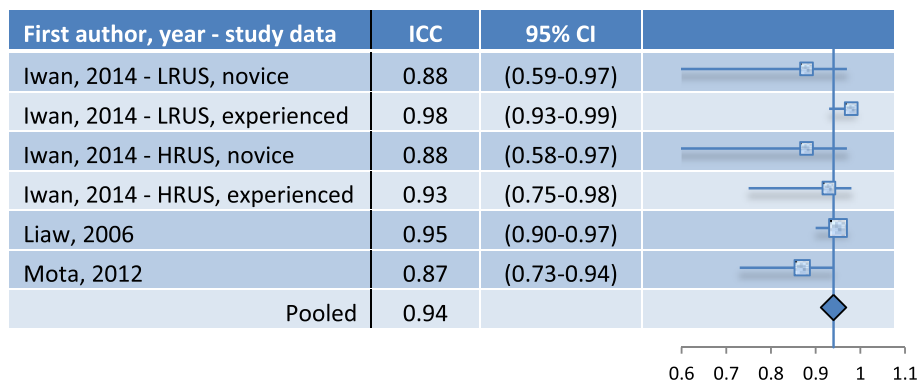 First author, year - study data ICC 95% CI
Iwan, 2014 - LRUS, novice 0.88 (0.59-0.97)
Iwan, 2014 - LRUS, experienced 0.98 (0.93-0.99)
Iwan, 2014 - HRUS, novice 0.88 (0.58-0.97)
Iwan, 2014 - HRUS, experienced 0.93 (0.75-0.98)
Liaw, 2006 0.95 (0.90-0.97)
Mota, 2012 0.87 (0.73-0.94)
Pooled 0.94
0.6 0.7 0.8 0.9 1 1.1